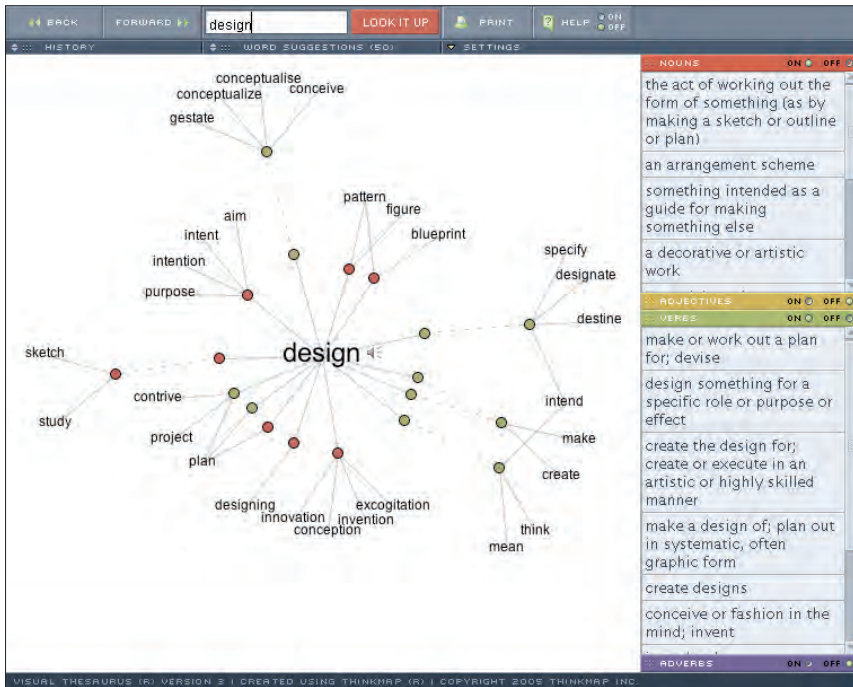 BACK
FORWARD
design
LOOK IT UP
PRINT
HELP
ON
OFF
HISTORY
WORD SUGGESTIONS (50)
SETTINGS
conceptualise
conceptualize
conceive
gestate
aim
intent
intention
purpose
pattern
figure
blueprint
specify
designate
destine
sketch
study
design
contrive
project
plan
intend
make
create
designing
innovation
conception
invention
excogitation
think
mean
NOUNS ON OFF
the act of working out the
form of something (as by
making a sketch or outline
or plan)
an arrangement scheme
something intended as a
guide for making
something else
a decorative or artistic
work
ADJECTIVES ON OFF
VERBS ON OFF
make or work out a plan
for; devise
design something for a
specific role or purpose or
effect
create the design for;
create or execute in an
artistic or highly skilled
manner
make a design of; plan out
in systematic, often
graphic form
create designs
conceive or fashion in the
mind; invent
ADVERBS ON OFF
VISUAL THESAURUS (R) VERSION 3 | CREATED USING THINKMAP (R) | COPYRIGHT 2005 THINKMAP INC.